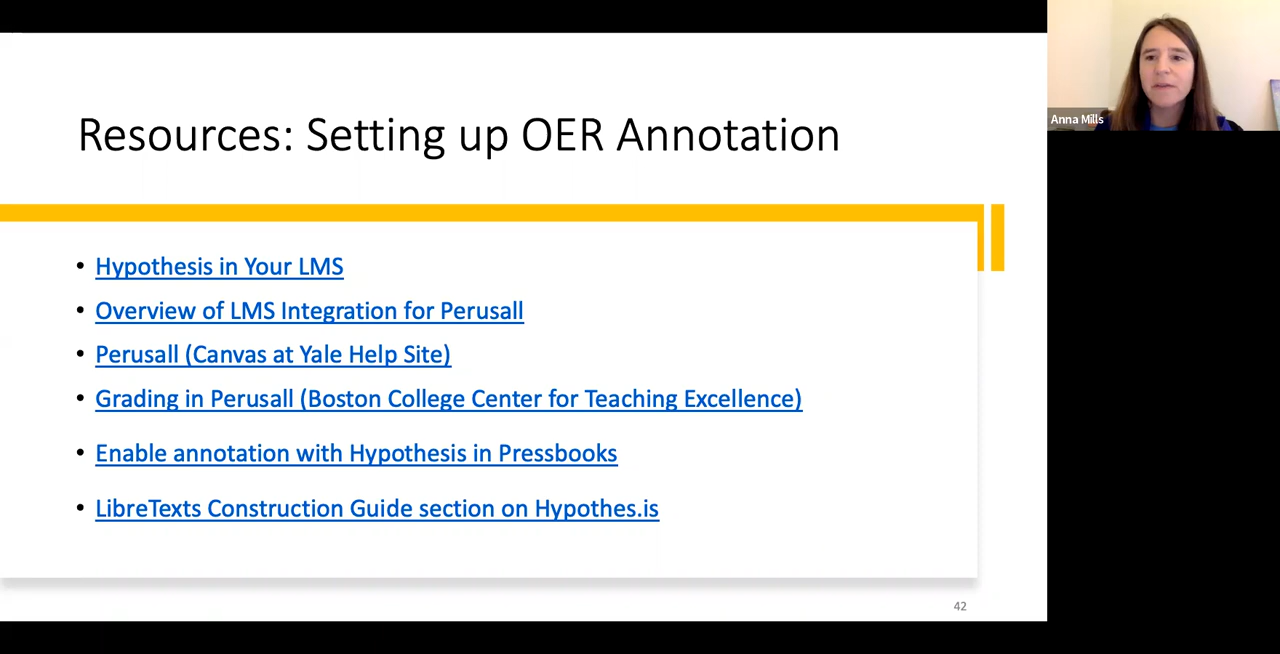 Resources: Setting up OER Annotation
• Hypothesis in Your LMS
• Overview of LMS Integration for Perusall
• Perusall (Canvas at Yale Help Site)
• Grading in Perusall (Boston College Center for Teaching Excellence)
• Enable annotation with Hypothesis in Pressbooks
• LibreTexts Construction Guide section on Hypothes.is
42
Anna Mills